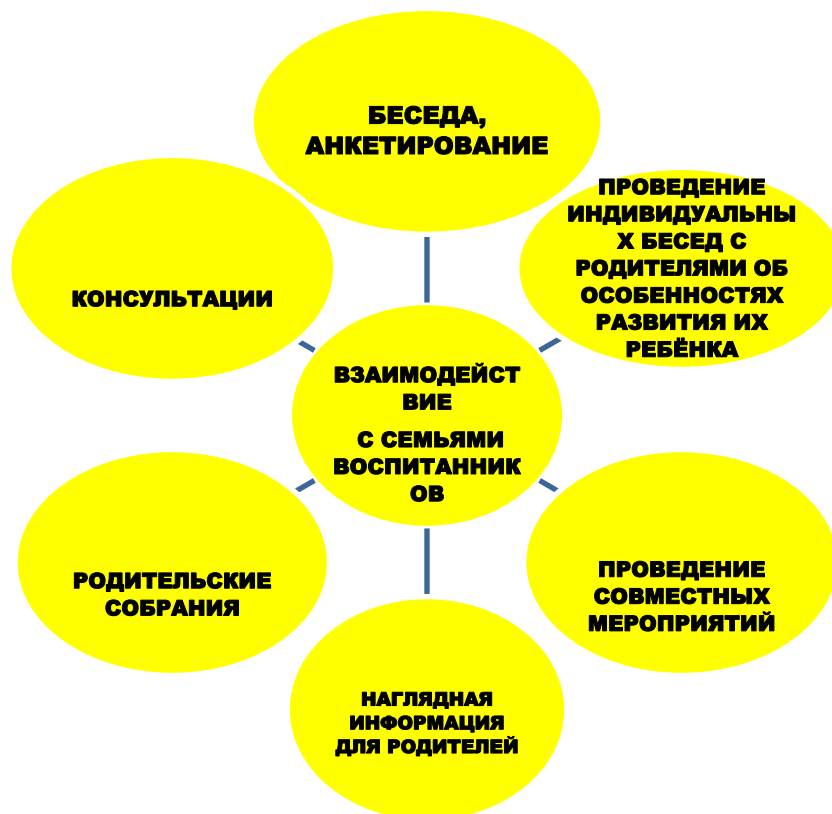 БЕСЕДА,
АНКЕТИРОВАНИЕ
ПРОВЕДЕНИЕ
ИНДИВИДУАЛЬНЫ
Х БЕСЕД С
РОДИТЕЛЯМИ ОБ
ОСОБЕННОСТЯХ
РАЗВИТИЯ ИХ
РЕБЁНКА
КОНСУЛЬТАЦИИ
ВЗАИМОДЕЙСТ
ВИЕ
С СЕМЬЯМИ
ВОСПИТАННИК
ОВ
РОДИТЕЛЬСКИЕ
СОБРАНИЯ
ПРОВЕДЕНИЕ
СОВМЕСТНЫХ
МЕРОПРИЯТИЙ
НАГЛЯДНАЯ
ИНФОРМАЦИЯ
ДЛЯ РОДИТЕЛЕЙ